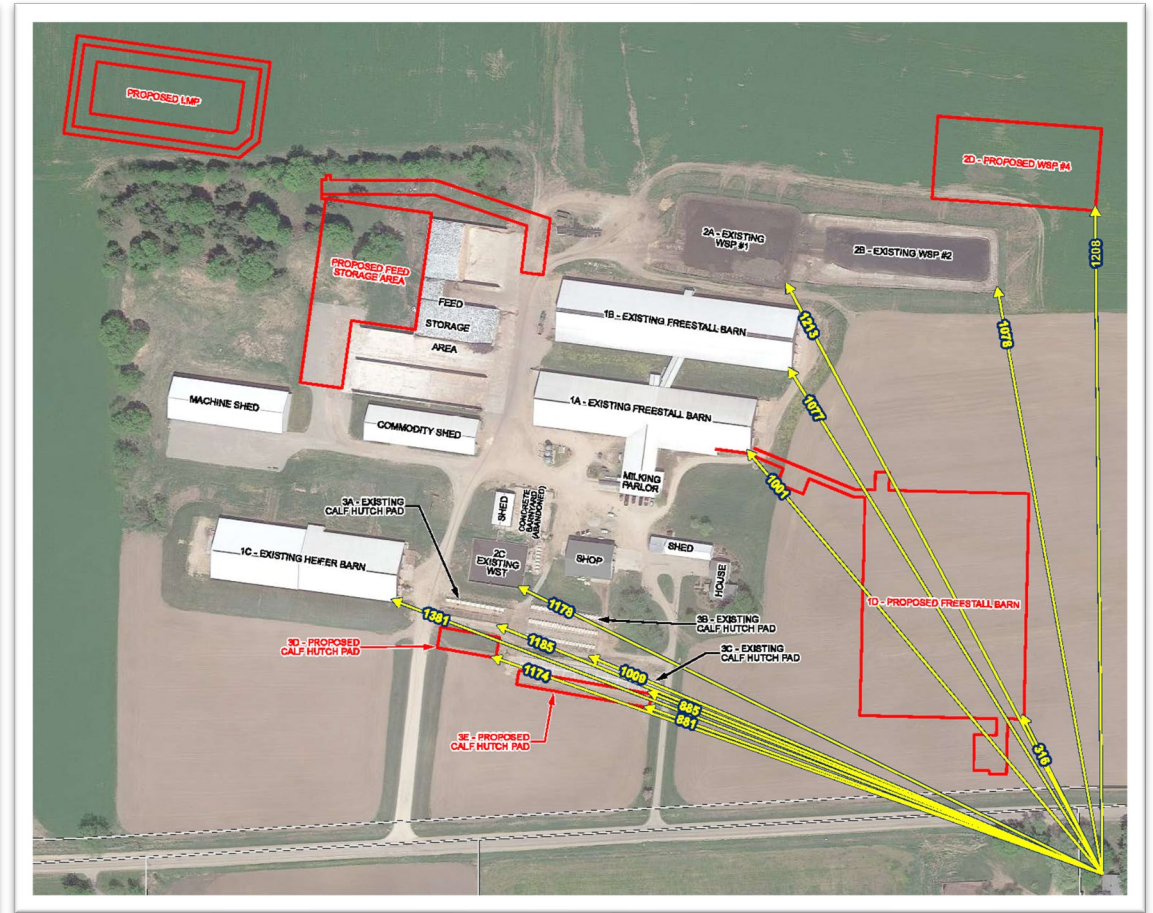 PROPOSED LMP
2D - PROPOSED WSP #4
2A - EXISTING
WSP #1
2B - EXISTING WSP #2
1208
PROPOSED FEED
STORAGE AREA
FEED
STORAGE
AREA
1B - EXISTING FREESTALL BARN
1213
1078
1077
MACHINE SHED
COMMODITY SHED
1A - EXISTING FREESTALL BARN
MILKING
PARLOR
1001
3A - EXISTING
CALF HUTCH PAD
SHED
CONCRETE
BARNYARD
(ABANDONED)
1C - EXISTING HEIFER BARN
2C
EXISTING
WST
SHOP
SHED
HOUSE
1D - PROPOSED FREESTALL BARN
1178
1381
3B - EXISTING
CALF HUTCH PAD
3D - PROPOSED
CALF HUTCH PAD
1185
3C - EXISTING
CALF HUTCH PAD
1009
1174
885
881
3E - PROPOSED
CALF HUTCH PAD
316